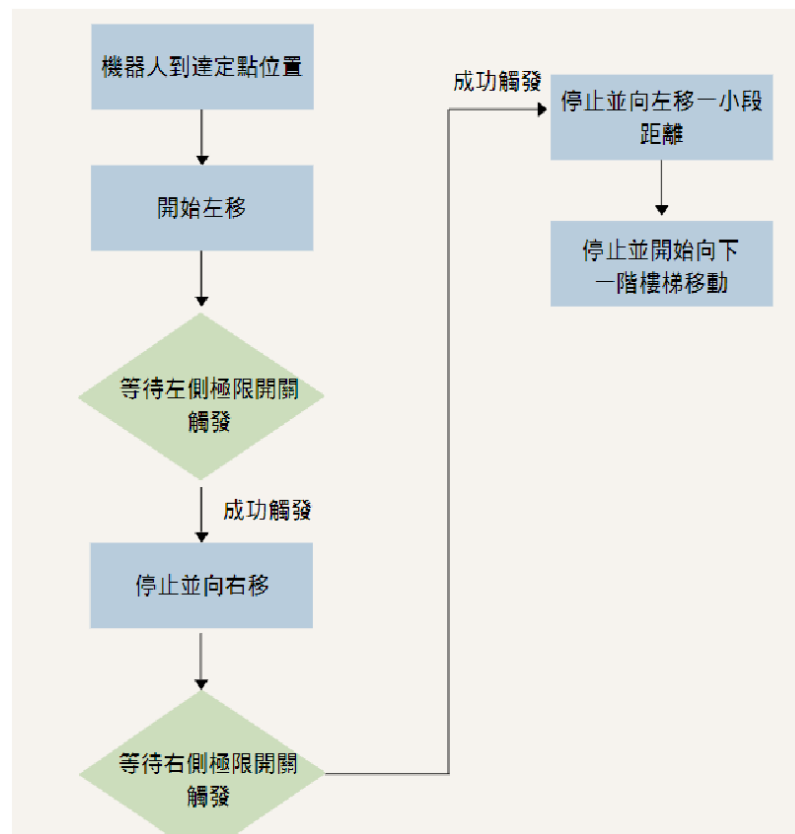 機器人到達定點位置
開始左移
等待左側極限開關
觸發
成功觸發
停止並向右移
等待右側極限開關
觸發
成功觸發
停止並向左移一小段
距離
停止並開始向下
一階樓梯移動